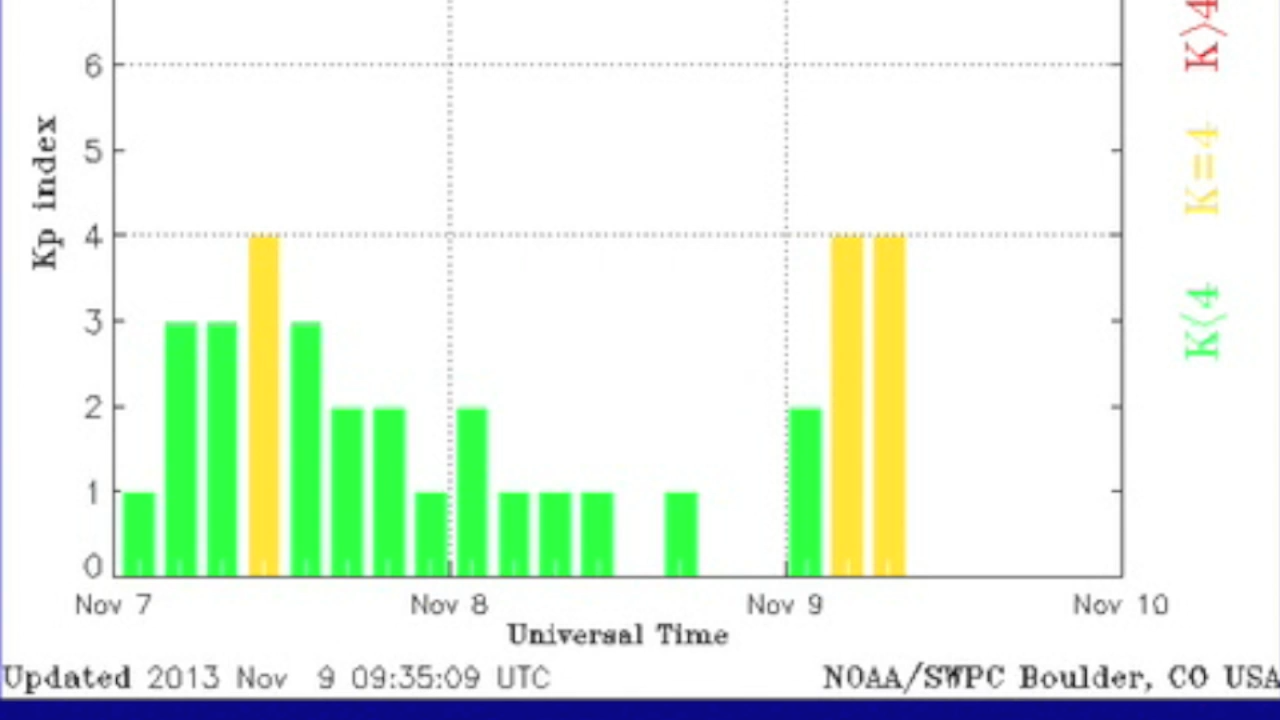 6
5
4
3
2
1
0
Kp index
Nov 7 Nov 8 Nov 9 Nov 10
Universal Time
Updated 2013 Nov 9 09:35:09 UTC NOAA/SWPC Boulder, CO USA
K>4
K=4
K<4